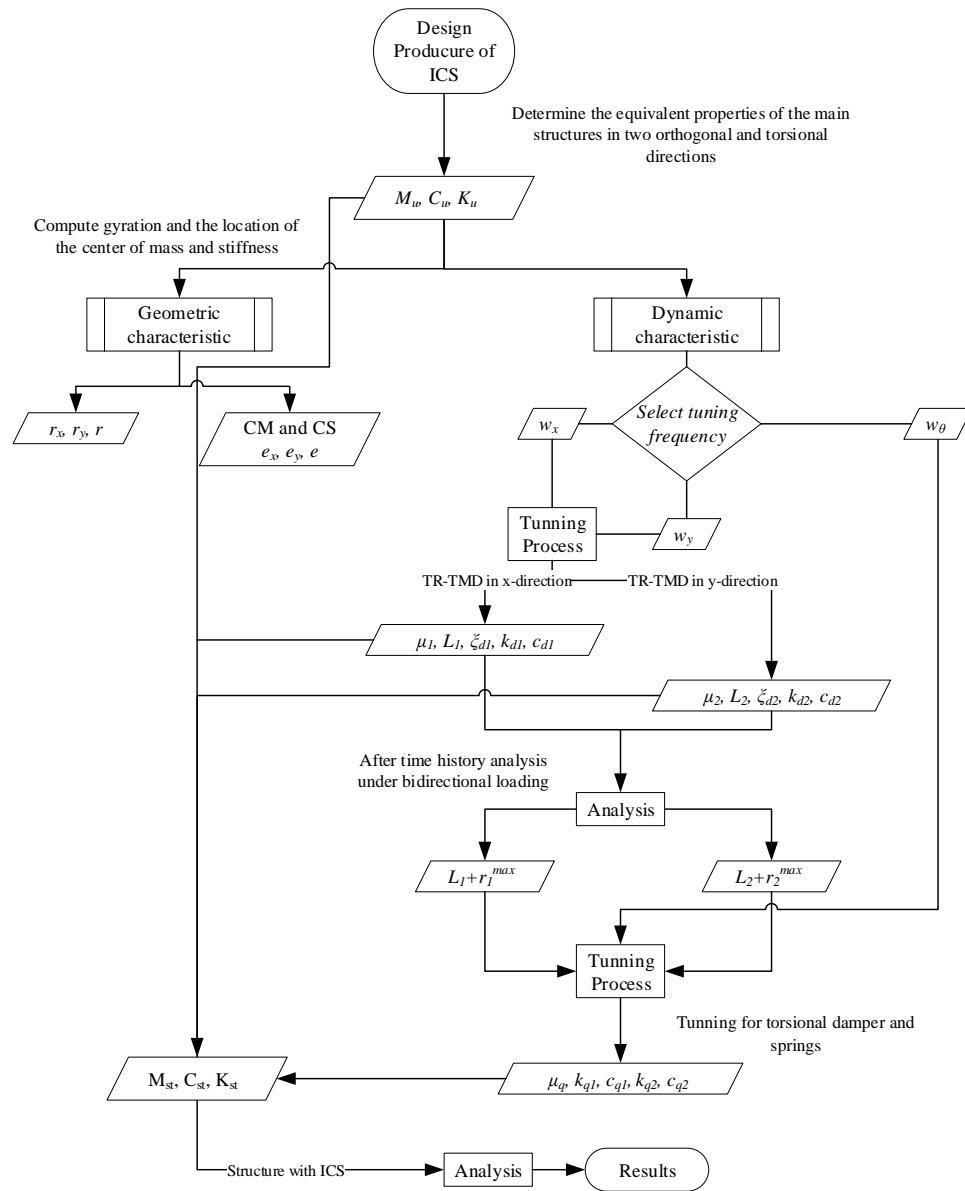 Design
Producure of
ICS
Determine the equivalent properties of the main
structures in two orthogonal and torsional
directions
M_u, C_u, K_u
Compute gyration and the location of
the center of mass and stiffness
Geometric
characteristic
Dynamic
characteristic
r_x, r_y, r
CM and CS
e_x, e_y, e
w_x
Select tuning
frequency
w_θ
Tunning
Process
w_y
TR-TMD in x-direction
TR-TMD in y-direction
μ_1, L_1, ξ_d1, k_d1, c_d1
μ_2, L_2, ξ_d2, k_d2, c_d2
After time history analysis
under bidirectional loading
Analysis
L_1+r_1^max
L_2+r_2^max
Tunning
Process
Tunning for torsional damper and
springs
M_st, C_st, K_st
μ_q, k_q1, c_q1, k_q2, c_q2
Structure with ICS
Analysis
Results